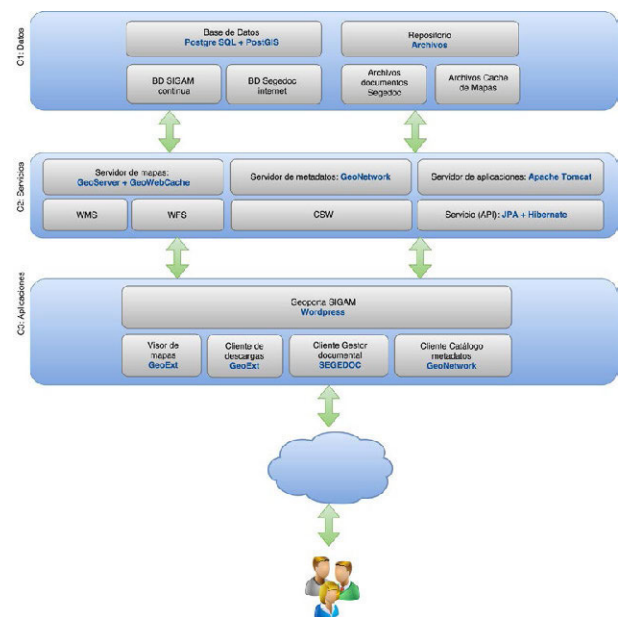 C1: Datos
Base de Datos
Postgre SQL + PostGIS
Repositorio
Archivos
BD SIGAM
continua
BD Segedoc
internet
Archivos
documentos
Segedoc
Archivos Cache
de Mapas
C2: Servicios
Servidor de mapas:
GeoServer + GeoWebCache
Servidor de metadatos: GeoNetwork
Servidor de aplicaciones: Apache Tomcat
WMS
WFS
CSW
Servicio (API): JPA + Hibernate
C3: Aplicaciones
Geoporta SIGAM
Wordpress
Visor de
mapas
GeoExt
Cliente de
descargas
GeoExt
Cliente Gestor
documental
SEGEDOC
Cliente Catálogo
metadatos
GeoNetwork